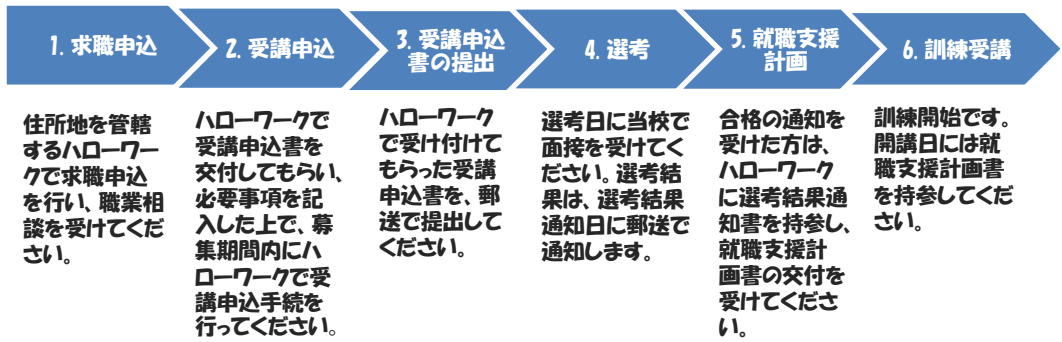 1. 求職申込
2. 受講申込
3. 受講申込
書の提出
4. 選考
5. 就職支援
計画
6. 訓練受講
住所地を管轄
するハローワー
クで求職申込
を行い、職業相
談を受けてくだ
さい。
ハローワークで
受講申込書を
交付してもらい、
必要事項を記
入した上で、募
集期間内にハ
ローワークで受
講申込手続を
行ってください。
ハローワーク
で受け付けて
もらった受講
申込書を、郵
送で提出して
ください。
選考日に当校で
面接を受けてく
ださい。選考結
果は、選考結果
通知日に郵送で
通知します。
合格の通知を
受けた方は、
ハローワーク
に選考結果通
知書を持参し、
就職支援計
画書の交付を
受けてくださ
い。
訓練開始です。
開講日には就
職支援計画書
を持参してくだ
さい。